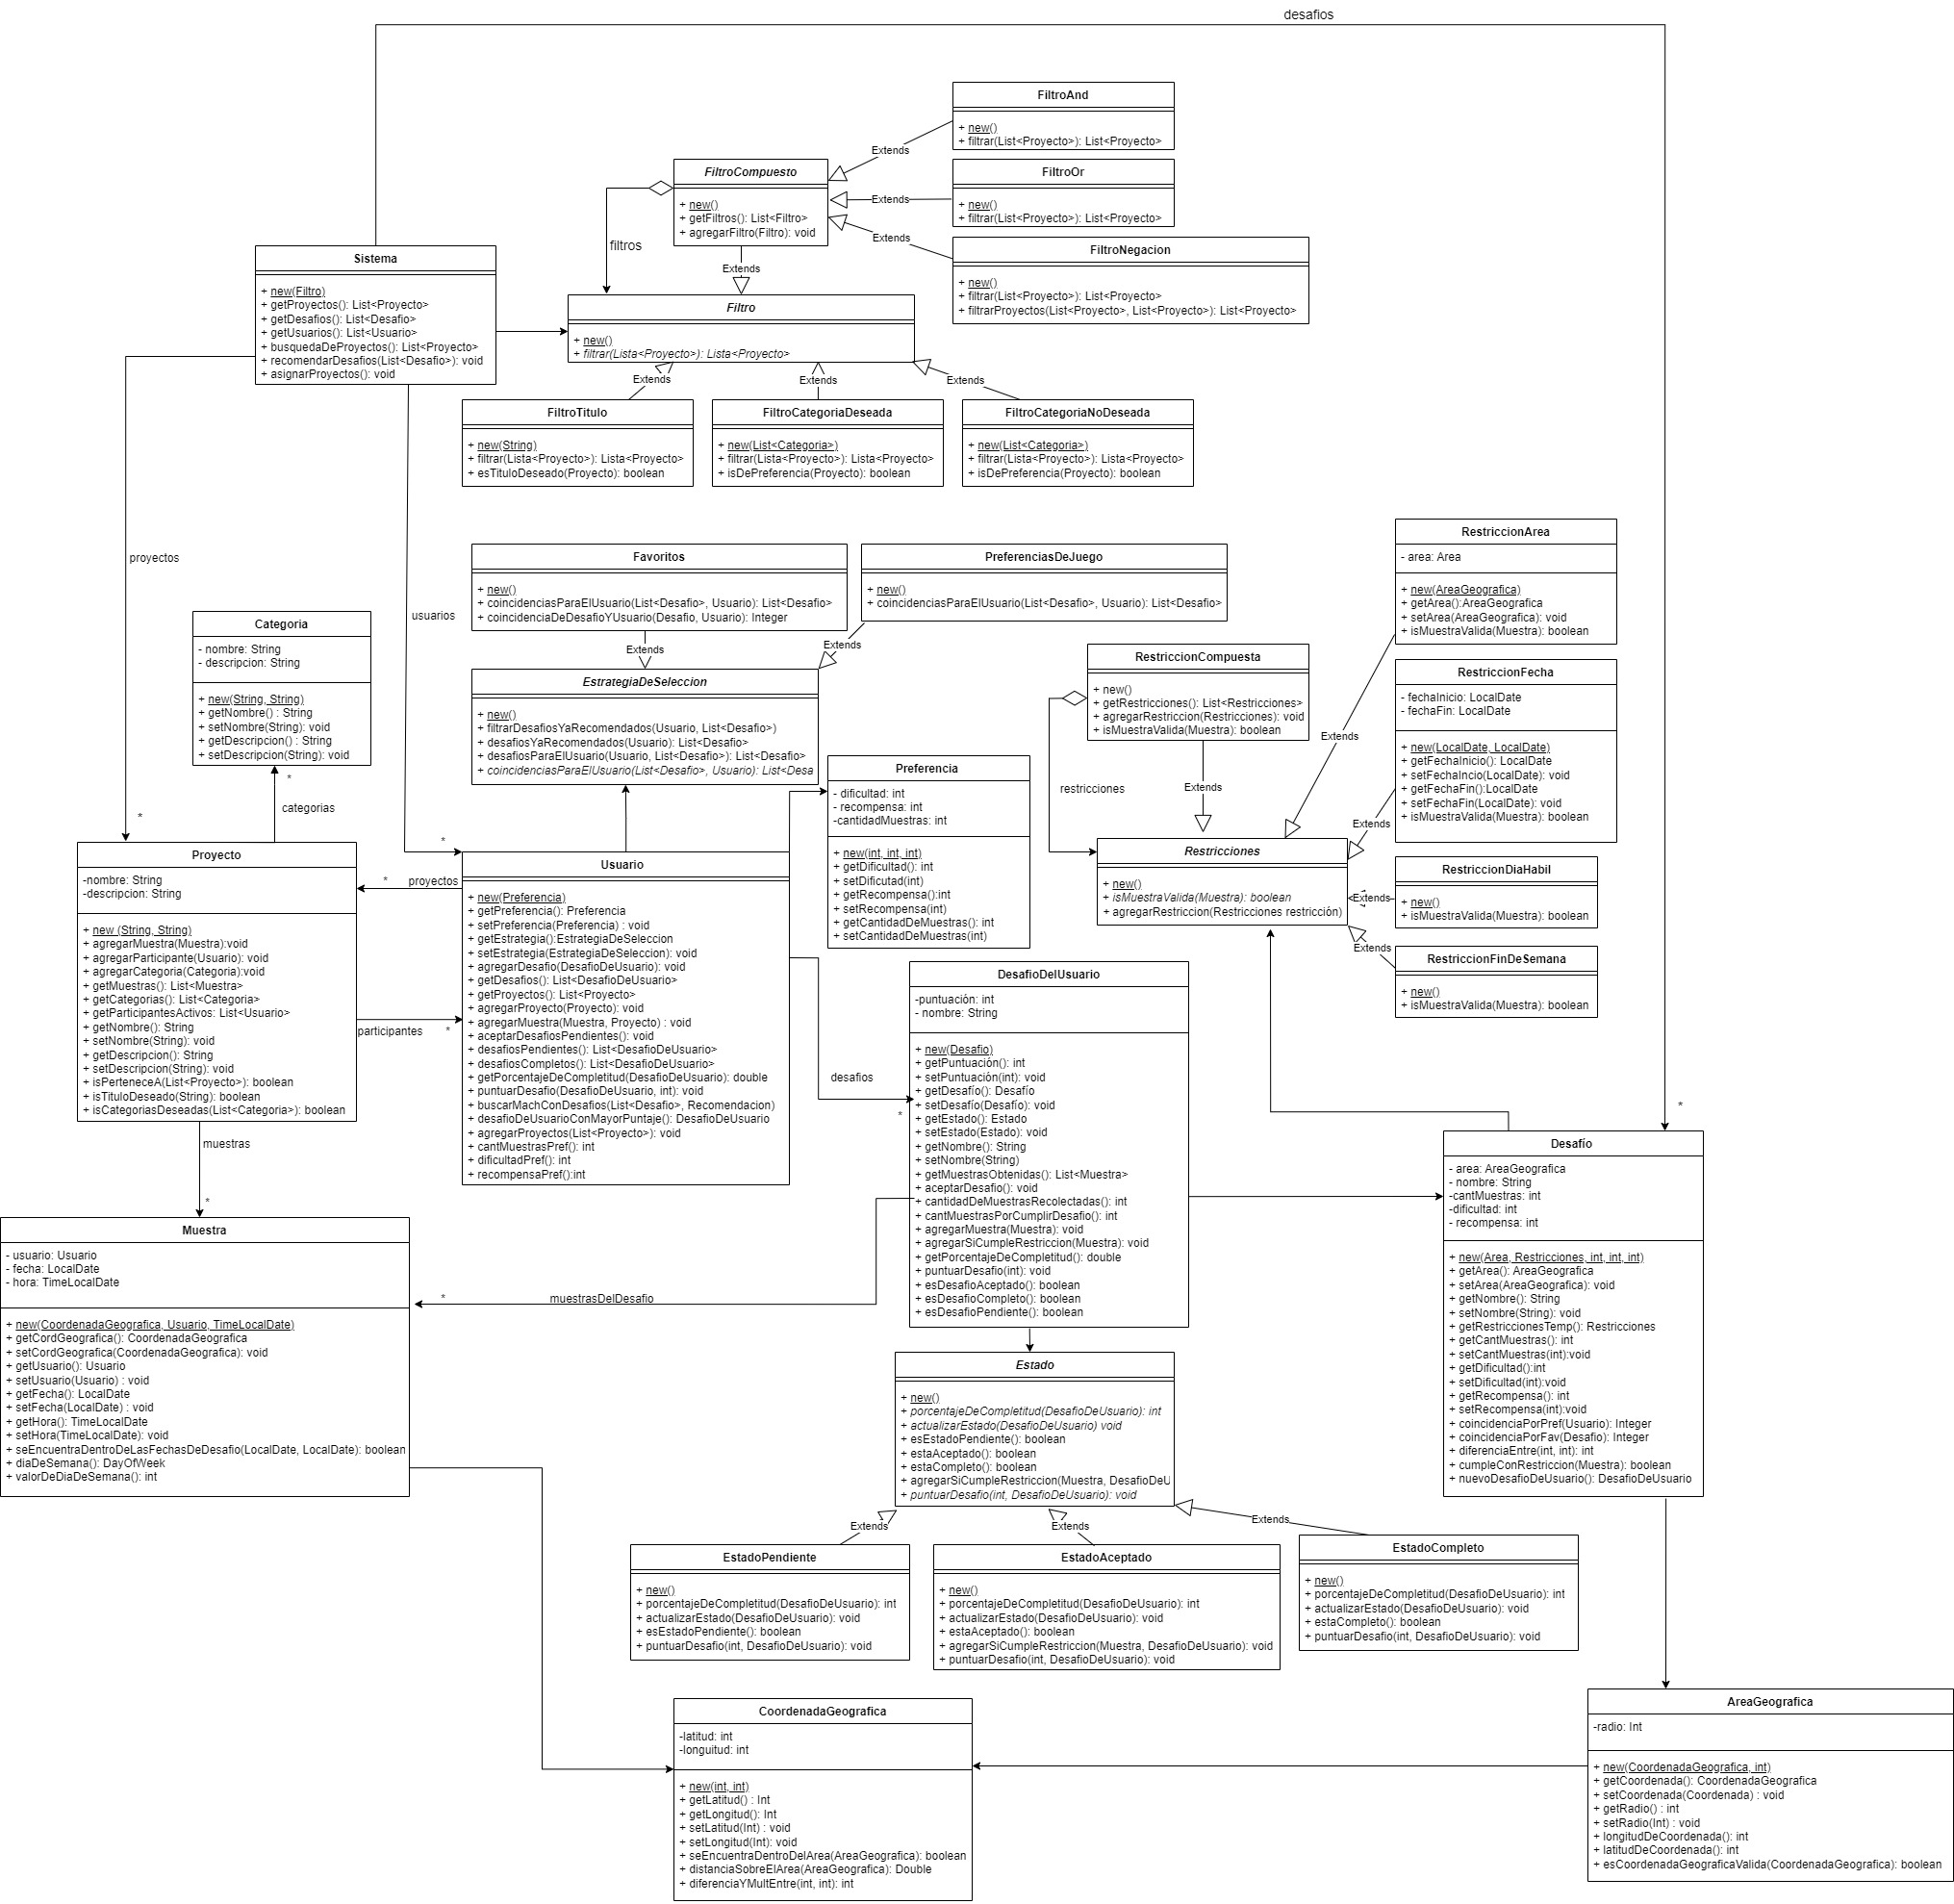 desafios
FiltroAnd
+ new()
+ filtrar(List<Proyecto>): List<Proyecto>
Extends
FiltroCompuesto
+ new()
+ getFiltros(): List<Filtro>
+ agregarFiltro(Filtro): void
FiltroOr
+ new()
+ filtrar(List<Proyecto>): List<Proyecto>
Extends
Extends
FiltroNegacion
+ new()
+ filtrar(List<Proyecto>): List<Proyecto>
+ filtrarProyectos(List<Proyecto>, List<Proyecto>): List<Proyecto>
filtros
Extends
Sistema
+ new(Filtro)
+ getProyectos(): List<Proyecto>
+ getDesafios(): List<Desafio>
+ getUsuarios(): List<Usuario>
+ busquedaDeProyectos(): List<Proyecto>
+ recomendarDesafios(List<Desafio>): void
+ asignarProyectos(): void
Filtro
+ new()
+ filtrar(Lista<Proyecto>): Lista<Proyecto>
Extends
Extends
Extends
FiltroTitulo
+ new(String)
+ filtrar(Lista<Proyecto>): Lista<Proyecto>
+ esTituloDeseado(Proyecto): boolean
FiltroCategoriaDeseada
+ new(List<Categoria>)
+ filtrar(Lista<Proyecto>): Lista<Proyecto>
+ isDePreferencia(Proyecto): boolean
FiltroCategoriaNoDeseada
+ new(List<Categoria>)
+ filtrar(Lista<Proyecto>): Lista<Proyecto>
+ isDePreferencia(Proyecto): boolean
proyectos
*
usuarios
*
Favoritos
+ new()
+ coincidenciasParaElUsuario(List<Desafio>, Usuario): List<Desafio>
+ coincidenciaDeDesafioYUsuario(Desafio, Usuario): Integer
PreferenciasDeJuego
+ new()
+ coincidenciasParaElUsuario(List<Desafio>, Usuario): List<Desafio>
Extends
Extends
EstrategiaDeSeleccion
+ new()
+ filtrarDesafiosYaRecomendados(Usuario, List<Desafio>)
+ desafiosYaRecomendados(Usuario): List<Desafio>
+ desafiosParaElUsuario(Usuario, List<Desafio>): List<Desafio>
+ coincidenciasParaElUsuario(List<Desafio>, Usuario): List<Desa
Categoria
- nombre: String
- descripcion: String
+ new(String, String)
+ getNombre() : String
+ setNombre(String): void
+ getDescripcion() : String
+ setDescripcion(String): void
*
categorias
RestriccionArea
- area: Area
+ new(AreaGeografica)
+ getArea():AreaGeografica
+ setArea(AreaGeografica): void
+ isMuestraValida(Muestra): boolean
RestriccionCompuesta
+ new()
+ getRestricciones(): List<Restricciones>
+ agregarRestriccion(Restricciones): void
+ isMuestraValida(Muestra): boolean
restricciones
Extends
Extends
RestriccionFecha
- fechaInicio: LocalDate
- fechaFin: LocalDate
+ new(LocalDate, LocalDate)
+ getFechaInicio(): LocalDate
+ setFechaIncio(LocalDate): void
+ getFechaFin():LocalDate
+ setFechaFin(LocalDate): void
+ isMuestraValida(Muestra): boolean
Extends
Restricciones
+ new()
+ isMuestraValida(Muestra): boolean
+ agregarRestriccion(Restricciones restricción)
RestriccionDiaHabil
+ new()
+ isMuestraValida(Muestra): boolean
Extends
RestriccionFinDeSemana
+ new()
+ isMuestraValida(Muestra): boolean
Extends
Preferencia
- dificultad: int
- recompensa: int
-cantidadMuestras: int
+ new(int, int, int)
+ getDificultad(): int
+ setDificutad(int)
+ getRecompensa():int
+ setRecompensa(int)
+ getCantidadDeMuestras(): int
+ setCantidadDeMuestras(int)
Proyecto
-nombre: String
-descripcion: String
+ new (String, String)
+ agregarMuestra(Muestra):void
+ agregarParticipante(Usuario): void
+ agregarCategoria(Categoria):void
+ getMuestras(): List<Muestra>
+ getCategorias(): List<Categoria>
+ getParticipantesActivos: List<Usuario>
+ getNombre(): String
+ setNombre(String): void
+ getDescripcion(): String
+ setDescripcion(String): void
+ isPerteneceA(List<Proyecto>): boolean
+ isTituloDeseado(String): boolean
+ isCategoriasDeseadas(List<Categoria>): boolean
* proyectos
participantes *
Usuario
+ new(Preferencia)
+ getPreferencia(): Preferencia
+ setPreferencia(Preferencia) : void
+ getEstrategia():EstrategiaDeSeleccion
+ setEstrategia(EstrategiaDeSeleccion): void
+ agregarDesafio(DesafioDeUsuario): void
+ getDesafios(): List<DesafioDeUsuario>
+ getProyectos(): List<Proyecto>
+ agregarProyecto(Proyecto): void
+ agregarMuestra(Muestra, Proyecto) : void
+ aceptarDesafiosPendientes(): void
+ desafiosPendientes(): List<DesafioDeUsuario>
+ desafiosCompletos(): List<DesafioDeUsuario>
+ getPorcentajeDeCompletitud(DesafioDeUsuario): double
+ puntuarDesafio(DesafioDeUsuario, int): void
+ buscarMachConDesafios(List<Desafio>, Recomendacion)
+ desafioDeUsuarioConMayorPuntaje(): DesafioDeUsuario
+ agregarProyectos(List<Proyecto>): void
+ cantMuestrasPref(): int
+ dificultadPref(): int
+ recompensaPref():int
desafios
*
DesafioDelUsuario
-puntuación: int
- nombre: String
+ new(Desafio)
+ getPuntuación(): int
+ setPuntuación(int): void
+ getDesafío(): Desafío
+ setDesafío(Desafío): void
+ getEstado(): Estado
+ setEstado(Estado): void
+ getNombre(): String
+ setNombre(String)
+ getMuestrasObtenidas(): List<Muestra>
+ aceptarDesafio(): void
+ cantidadDeMuestrasRecolectadas(): int
+ cantMuestrasPorCumplirDesafio(): int
+ agregarMuestra(Muestra): void
+ agregarSiCumpleRestriccion(Muestra): void
+ getPorcentajeDeCompletitud(): double
+ puntuarDesafio(int): void
+ esDesafioAceptado(): boolean
+ esDesafioCompleto(): boolean
+ esDesafioPendiente(): boolean
*
Desafío
- area: AreaGeografica
- nombre: String
-cantMuestras: int
-dificultad: int
- recompensa: int
+ new(Area, Restricciones, int, int, int)
+ getArea(): AreaGeografica
+ setArea(AreaGeografica): void
+ getNombre(): String
+ setNombre(String): void
+ getRestriccionesTemp(): Restricciones
+ getCantMuestras(): int
+ setCantMuestras(int):void
+ getDificultad():int
+ setDificultad(int):void
+ getRecompensa(): int
+ setRecompensa(int):void
+ coincidenciaPorPref(Usuario): Integer
+ coincidenciaPorFav(Desafio): Integer
+ diferenciaEntre(int, int): int
+ cumpleConRestriccion(Muestra): boolean
+ nuevoDesafioDeUsuario(): DesafioDeUsuario
muestras
*
Muestra
- usuario: Usuario
- fecha: LocalDate
- hora: TimeLocalDate
+ new(CoordenadaGeografica, Usuario, TimeLocalDate)
+ getCordGeografica(): CoordenadaGeografica
+ setCordGeografica(CoordenadaGeografica): void
+ getUsuario(): Usuario
+ setUsuario(Usuario) : void
+ getFecha(): LocalDate
+ setFecha(LocalDate) : void
+ getHora(): TimeLocalDate
+ setHora(TimeLocalDate): void
+ seEncuentraDentroDeLasFechasDeDesafio(LocalDate, LocalDate): boolean
+ diaDeSemana(): DayOfWeek
+ valorDeDiaDeSemana(): int
* muestrasDelDesafio
Estado
+ new()
+ porcentajeDeCompletitud(DesafioDeUsuario): int
+ actualizarEstado(DesafioDeUsuario) void
+ esEstadoPendiente(): boolean
+ estaAceptado(): boolean
+ estaCompleto(): boolean
+ agregarSiCumpleRestriccion(Muestra, DesafioDeU
+ puntuarDesafio(int, DesafioDeUsuario): void
Extends
Extends
Extends
EstadoPendiente
+ new()
+ porcentajeDeCompletitud(DesafioDeUsuario): int
+ actualizarEstado(DesafioDeUsuario): void
+ esEstadoPendiente(): boolean
+ puntuarDesafio(int, DesafioDeUsuario): void
EstadoAceptado
+ new()
+ porcentajeDeCompletitud(DesafioDeUsuario): int
+ actualizarEstado(DesafioDeUsuario): void
+ estaAceptado(): boolean
+ agregarSiCumpleRestriccion(Muestra, DesafioDeUsuario): void
+ puntuarDesafio(int, DesafioDeUsuario): void
EstadoCompleto
+ new()
+ porcentajeDeCompletitud(DesafioDeUsuario): int
+ actualizarEstado(DesafioDeUsuario): void
+ estaCompleto(): boolean
+ puntuarDesafio(int, DesafioDeUsuario): void
CoordenadaGeografica
-latitud: int
-longuitud: int
+ new(int, int)
+ getLatitud() : Int
+ getLongitud(): Int
+ setLatitud(Int) : void
+ setLongitud(Int): void
+ seEncuentraDentroDelArea(AreaGeografica): boolean
+ distanciaSobreElArea(AreaGeografica): Double
+ diferenciaYMultEntre(int, int): int
AreaGeografica
-radio: Int
+ new(CoordenadaGeografica, int)
+ getCoordenada(): CoordenadaGeografica
+ setCoordenada(Coordenada) : void
+ getRadio() : int
+ setRadio(Int) : void
+ longitudDeCoordenada(): int
+ latitudDeCoordenada(): int
+ esCoordenadaGeograficaValida(CoordenadaGeografica): boolean